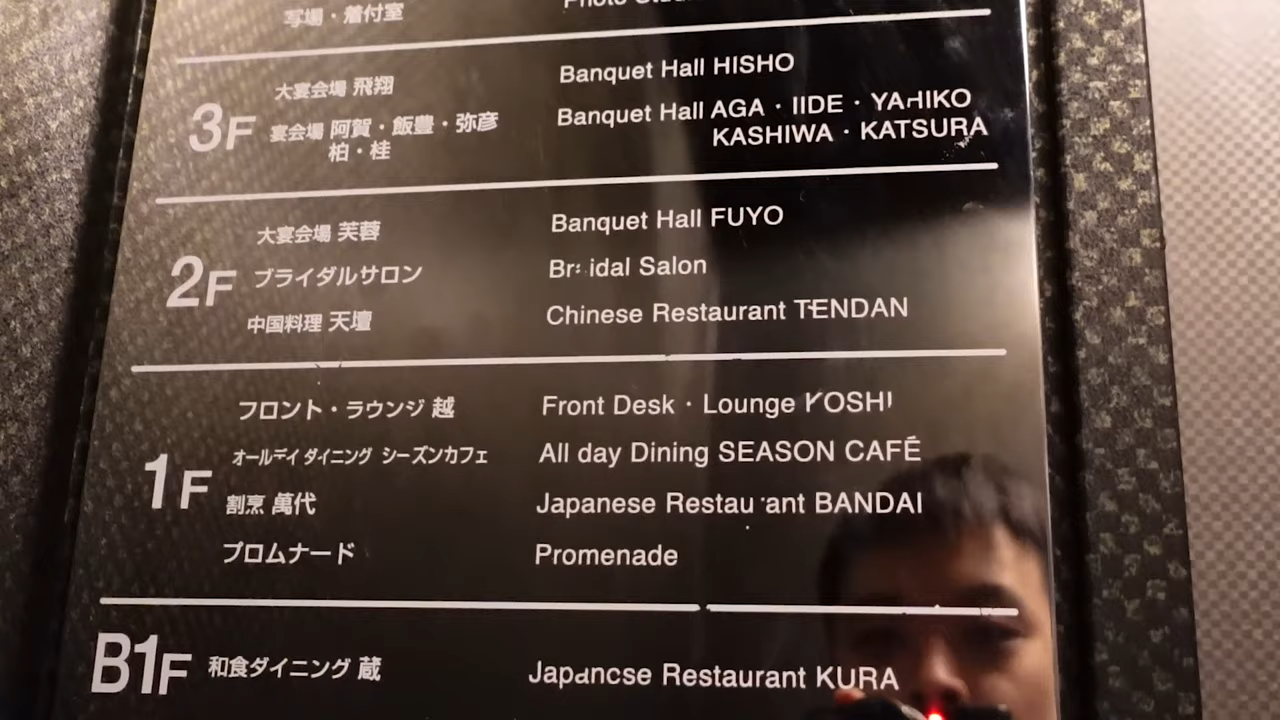 写場・着付室 Photo Stud
3F 大宴会場 飛翔 Banquet Hall HISHO
宴会場 阿賀・飯豊・弥彦 Banquet Hall AGA・IIDE・YAHIKO
柏・桂 KASHIWA・KATSURA
2F 大宴会場 芙蓉 Banquet Hall FUYO
ブライダルサロン Bridal Salon
中国料理 天壇 Chinese Restaurant TENDAN
1F フロント・ラウンジ 越 Front Desk・Lounge KOSHI
オールデイ ダイニング シーズンカフェ All day Dining SEASON CAFÉ
割烹 萬代 Japanese Restaurant BANDAI
プロムナード Promenade
B1F 和食ダイニング 蔵 Japanese Restaurant KURA